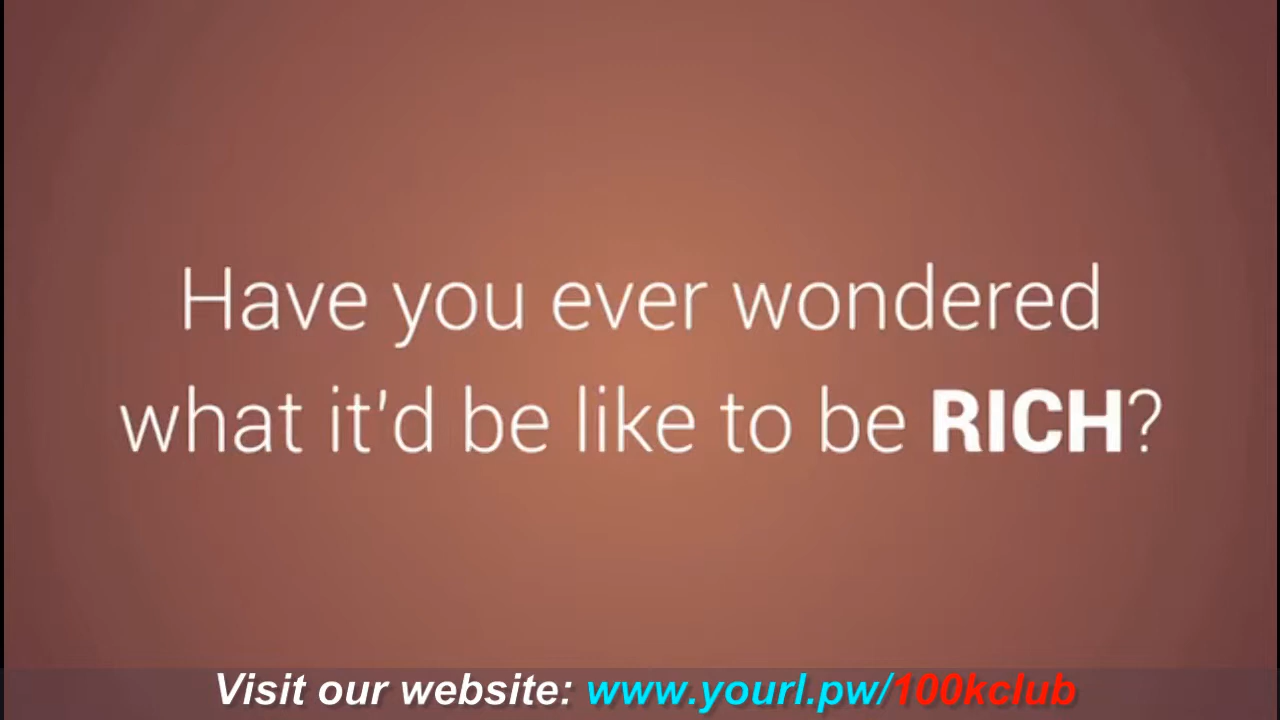 Have you ever wondered
what it'd be like to be RICH?
Visit our website: www.yourl.pw/100kclub